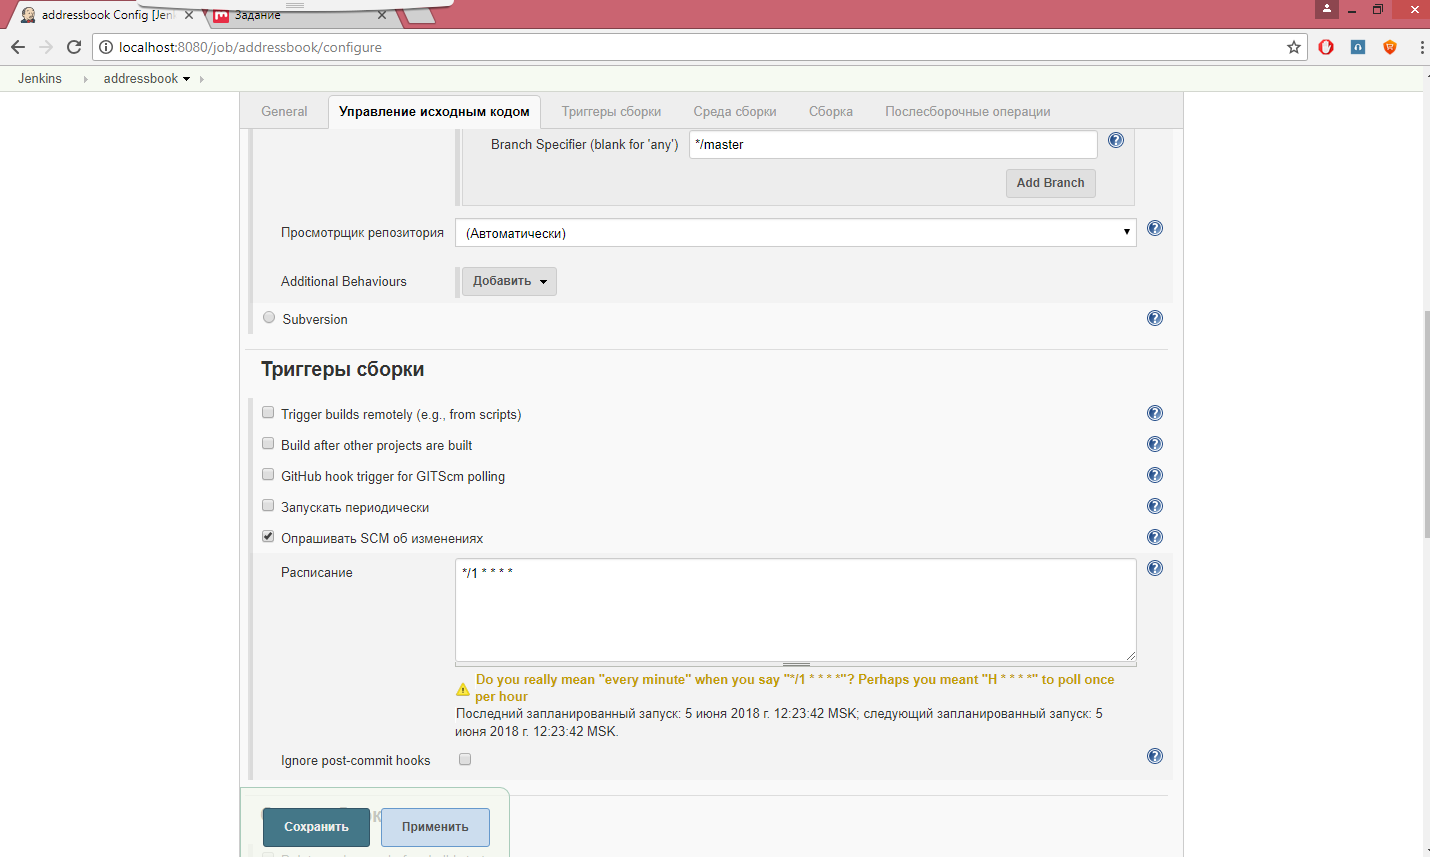 addressbook Config [Jen
Задание
localhost:8080/job/addressbook/configure
Jenkins
addressbook
General
Управление исходным кодом
Триггеры сборки
Среда сборки
Сборка
Послесборочные операции
Branch Specifier (blank for 'any')
*/master
Add Branch
Просмотрщик репозитория
(Автоматически)
Additional Behaviours
Добавить
Subversion
Триггеры сборки
Trigger builds remotely (e.g., from scripts)
Build after other projects are built
GitHub hook trigger for GITScm polling
Запускать периодически
Опрашивать SCM об изменениях
Расписание
*/1 * * * *
Do you really mean "every minute" when you say "*/1 * * * *"? Perhaps you meant "H * * * *" to poll once
per hour
Последний запланированный запуск: 5 июня 2018 г. 12:23:42 MSK; следующий запланированный запуск: 5
июня 2018 г. 12:23:42 MSK.
Ignore post-commit hooks
Сохранить
Применить